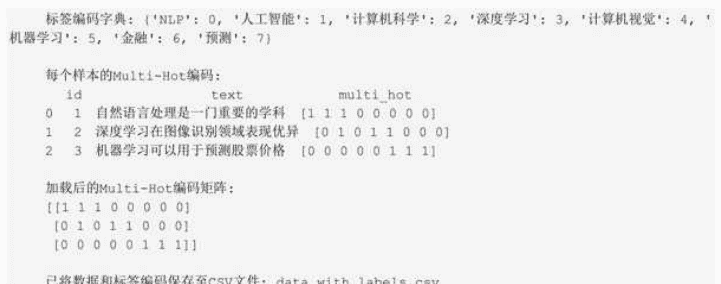 标签编码字典: {'NLP': 0, '人工智能': 1, '计算机科学': 2, '深度学习': 3, '计算机视觉': 4, '
机器学习': 5, '金融': 6, '预测': 7}
每个样本的Multi-Hot编码:
id text multi_hot
0 1 自然语言处理是一门重要的学科 [1 1 1 0 0 0 0 0]
1 2 深度学习在图像识别领域表现优异 [0 1 0 1 1 0 0 0]
2 3 机器学习可以用于预测股票价格 [0 0 0 0 0 1 1 1]
加载后的Multi-Hot编码矩阵:
[[1 1 1 0 0 0 0 0]
[0 1 0 1 1 0 0 0]
[0 0 0 0 0 1 1 1]]
已将数据和标签编码保存至CSV文件: data_with_labels.csv